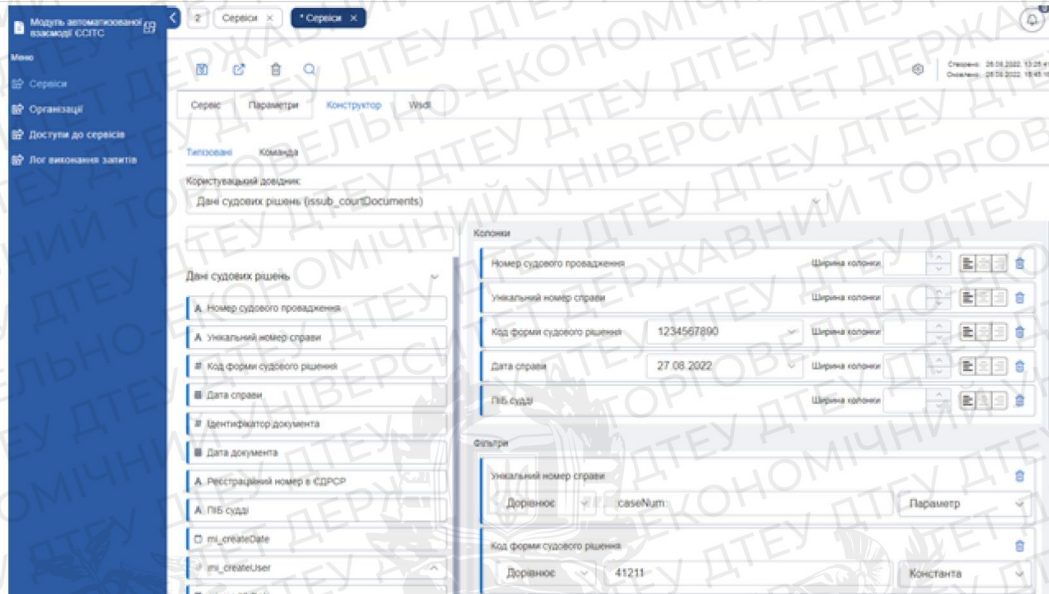 Модуль автоматизованої взаємодії ЄСІТС
Меню
Сервіси
Організації
Доступи до сервісів
Лог виконання запитів
2
Сервіси ×
* Сервіси ×
Створено: 26.08.2022,
Оновлено: 26.08.2022,
Сервіс
Параметри
Конструктор
Wsdl
Типізовані
Команда
Користувацький довідник:
Дані судових рішень (issub_courtDocuments)
Дані судових рішень
A Номер судового провадження
A Унікальний номер справи
# Код форми судового рішення
Дата справи
# Ідентифікатор документа
Дата документа
A Реєстраційний номер в ЄДРСР
A ПІБ судді
mi_createDate
mi_createUser
Колонки
Номер судового провадження Ширина колонки
Унікальний номер справи Ширина колонки
Код форми судового рішення 1234567890 Ширина колонки
Дата справи 27.08.2022 Ширина колонки
ПІБ судді Ширина колонки
Фільтри
Унікальний номер справи
Дорівнює caseNum Параметр
Код форми судового рішення
Дорівнює 41211 Константа